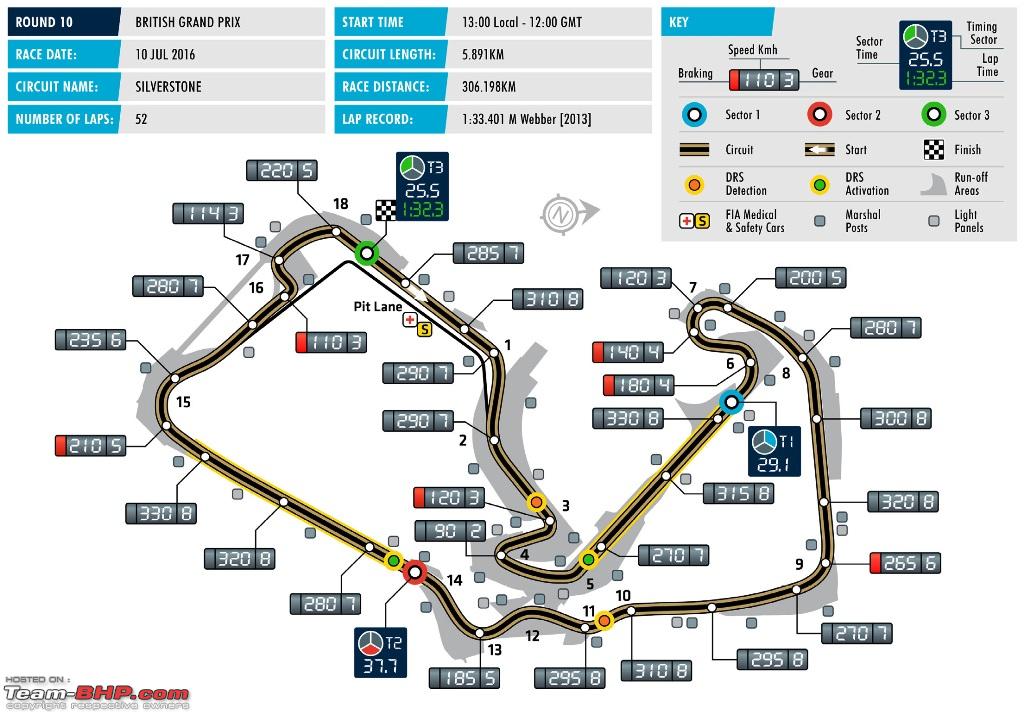 ROUND 10 BRITISH GRAND PRIX
RACE DATE: 10 JUL 2016
CIRCUIT NAME: SILVERSTONE
NUMBER OF LAPS: 52
START TIME 13:00 Local - 12:00 GMT
CIRCUIT LENGTH: 5.891KM
RACE DISTANCE: 306.198KM
LAP RECORD: 1:33.401 M Webber [2013]
KEY
Speed Kmh
Braking 110 3 Gear
Sector Time
T3
25.5
1:32.3
Timing Sector
Lap Time
Sector 1 Sector 2 Sector 3
Circuit Start Finish
DRS Detection
DRS Activation
Run-off Areas
S
FIA Medical & Safety Cars
Marshal Posts
Light Panels
T3
25.5
1:32.3
220 5
18
114 3
17
285 7
N
16
280 7
Pit Lane
S
310 8
110 3
235 6
1
290 7
15
2
290 7
210 5
330 8
320 8
280 7
120 3
3
90 2
4
5
270 7
120 3
7
200 5
140 4
6
180 4
8
280 7
330 8
T1
29.1
300 8
315 8
320 8
9
265 6
270 7
10
11
295 8
310 8
295 8
12
13
185 5
14
T2
37.7
HOSTED ON :
Team-BHP.com
copyright respective owners